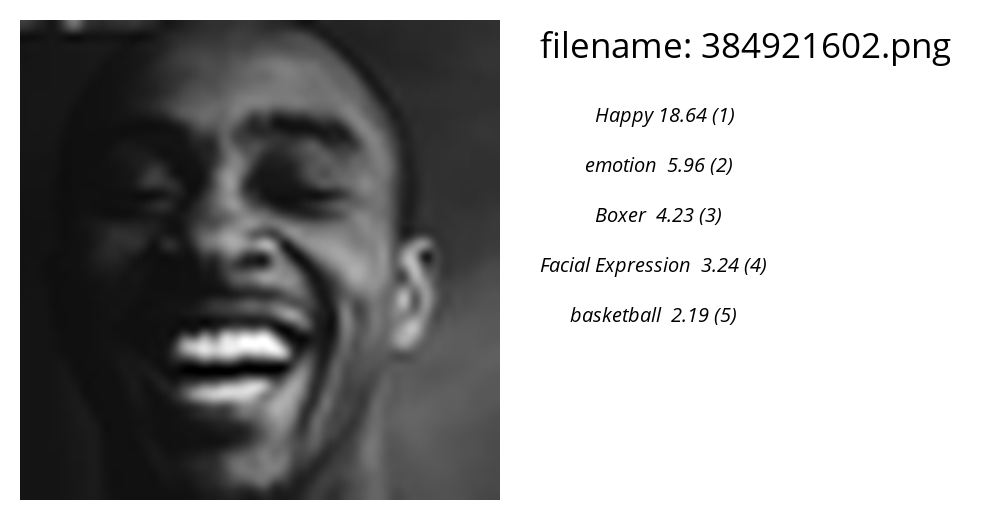 filename: 384921602.png
Happy 18.64 (1)
emotion 5.96 (2)
Boxer 4.23 (3)
Facial Expression 3.24 (4)
basketball 2.19 (5)